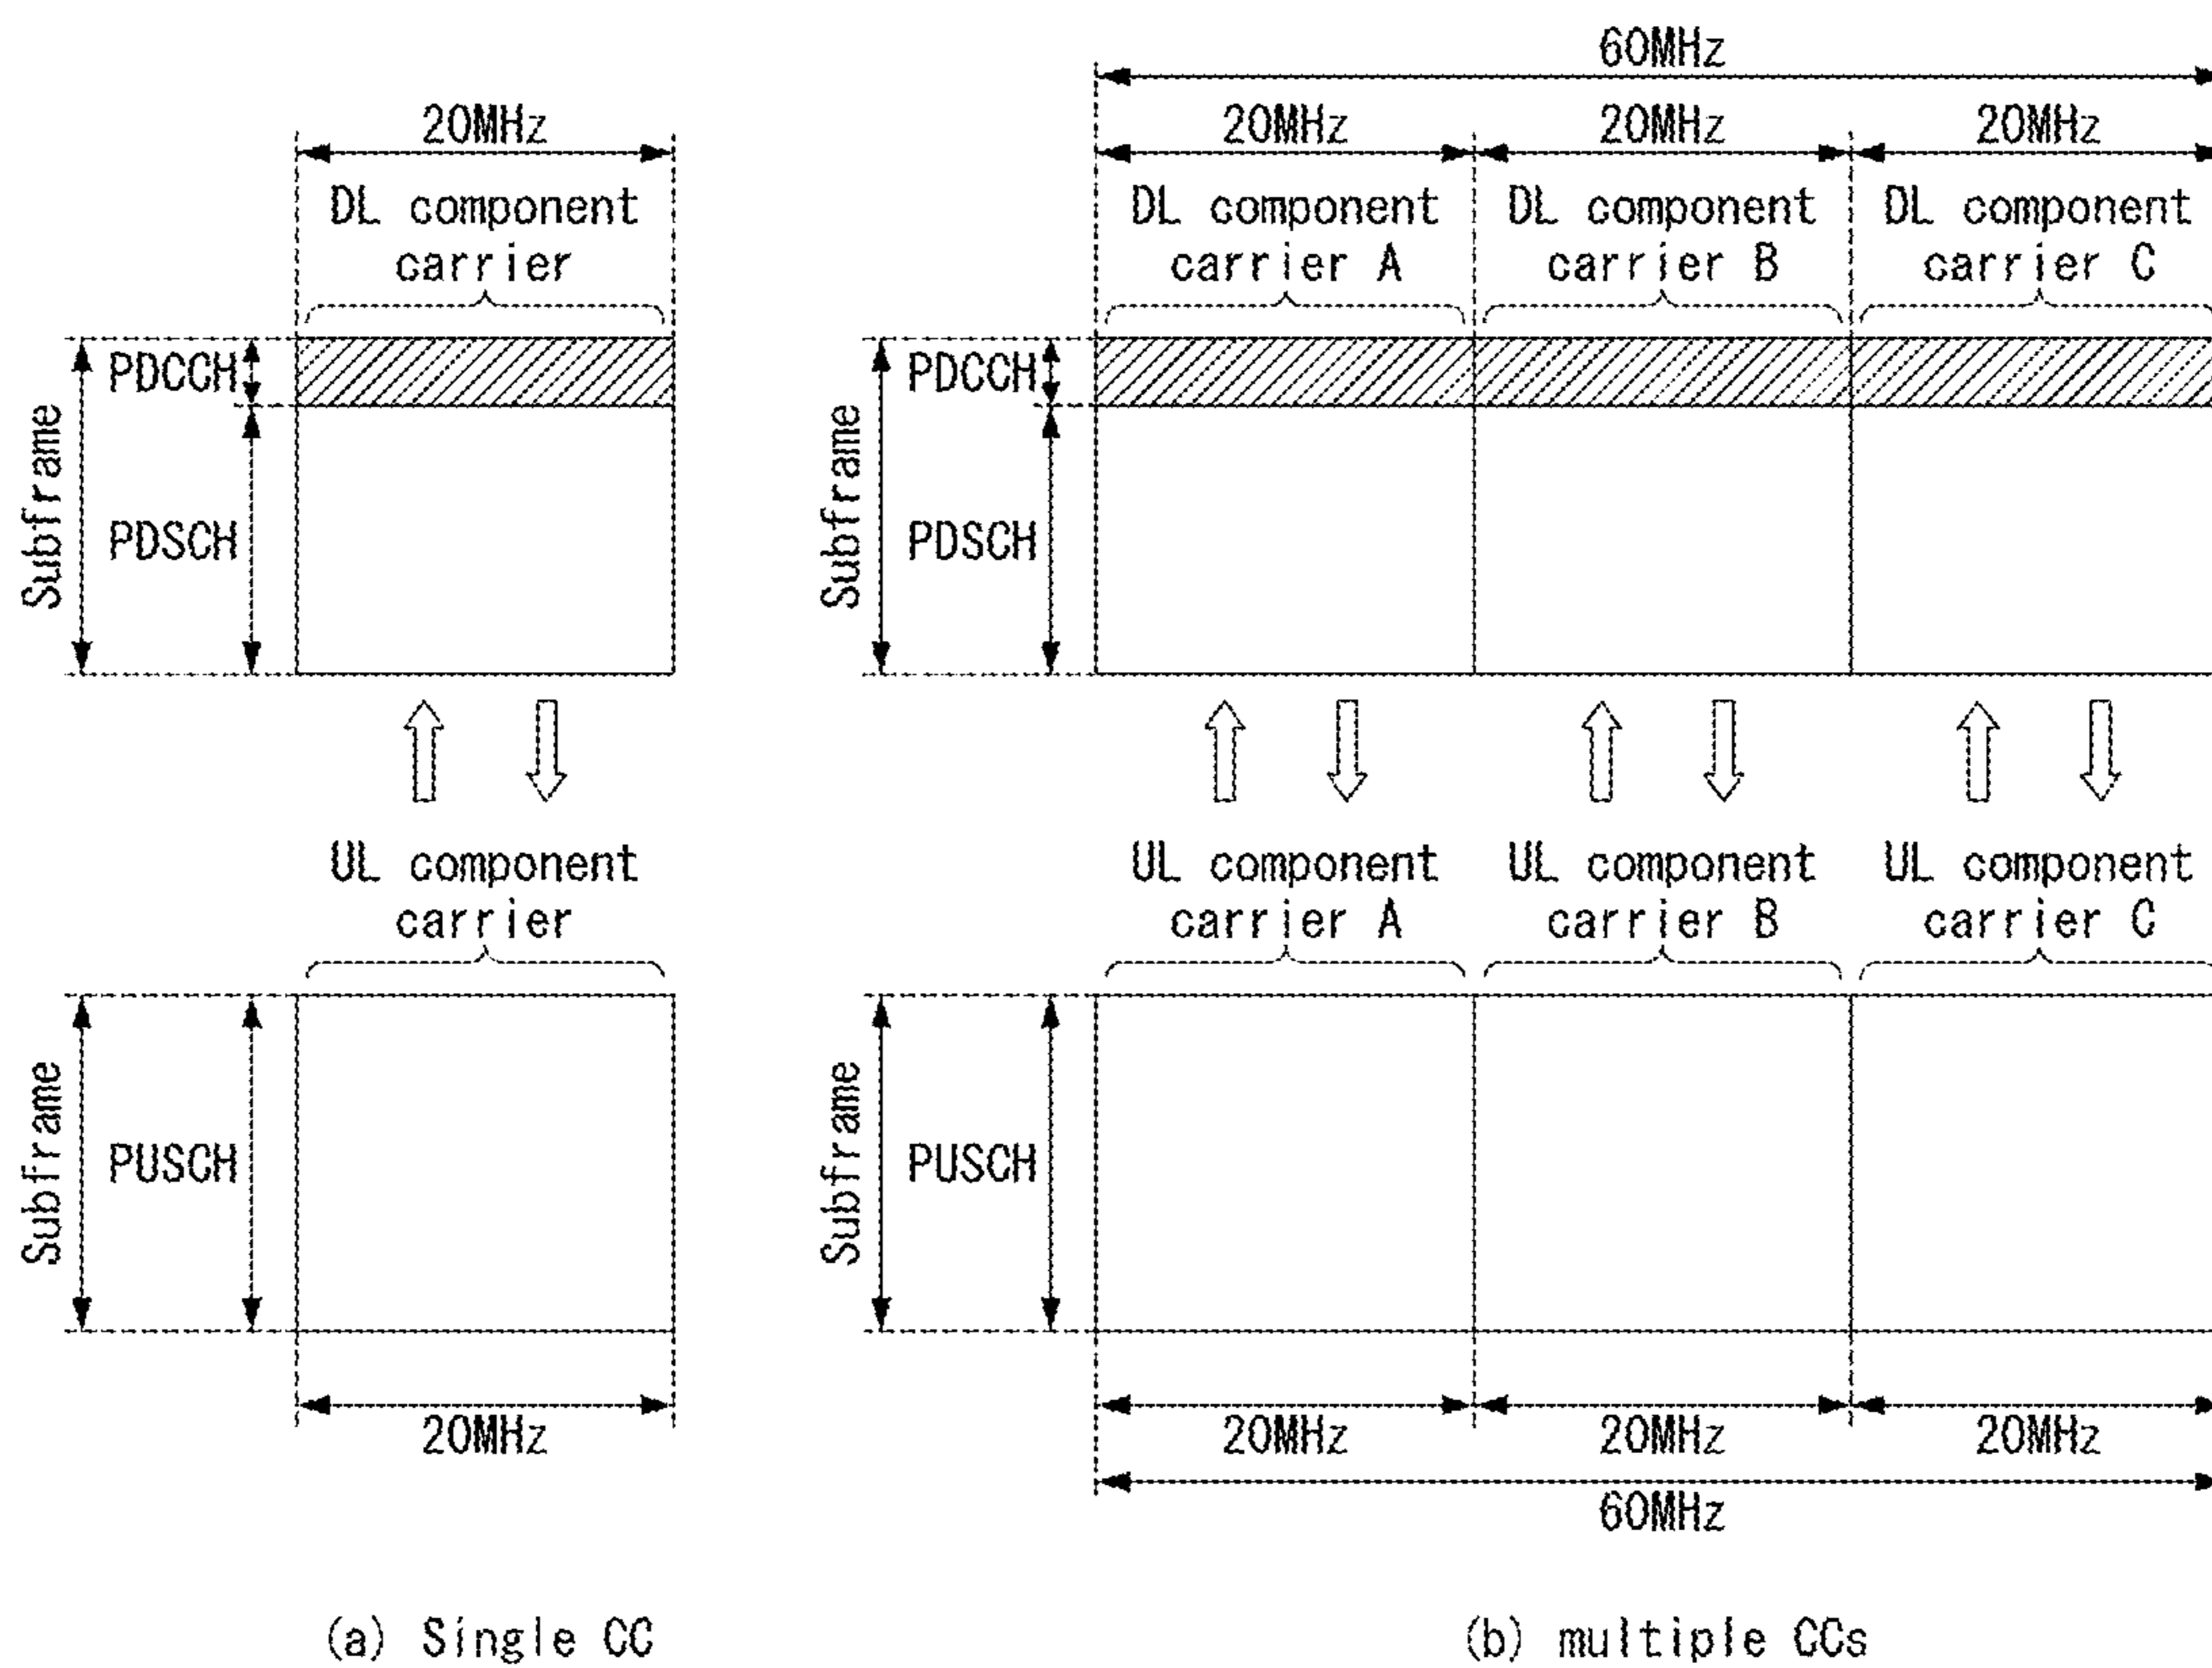 20MHz
DL component
carrier
Subframe
PDCCH
PDSCH
UL component
carrier
Subframe
PUSCH
20MHz
(a) Single CC
60MHz
20MHz
20MHz
20MHz
DL component
carrier A
DL component
carrier B
DL component
carrier C
Subframe
PDCCH
PDSCH
UL component
carrier A
UL component
carrier B
UL component
carrier C
Subframe
PUSCH
20MHz
20MHz
20MHz
60MHz
(b) multiple CCs